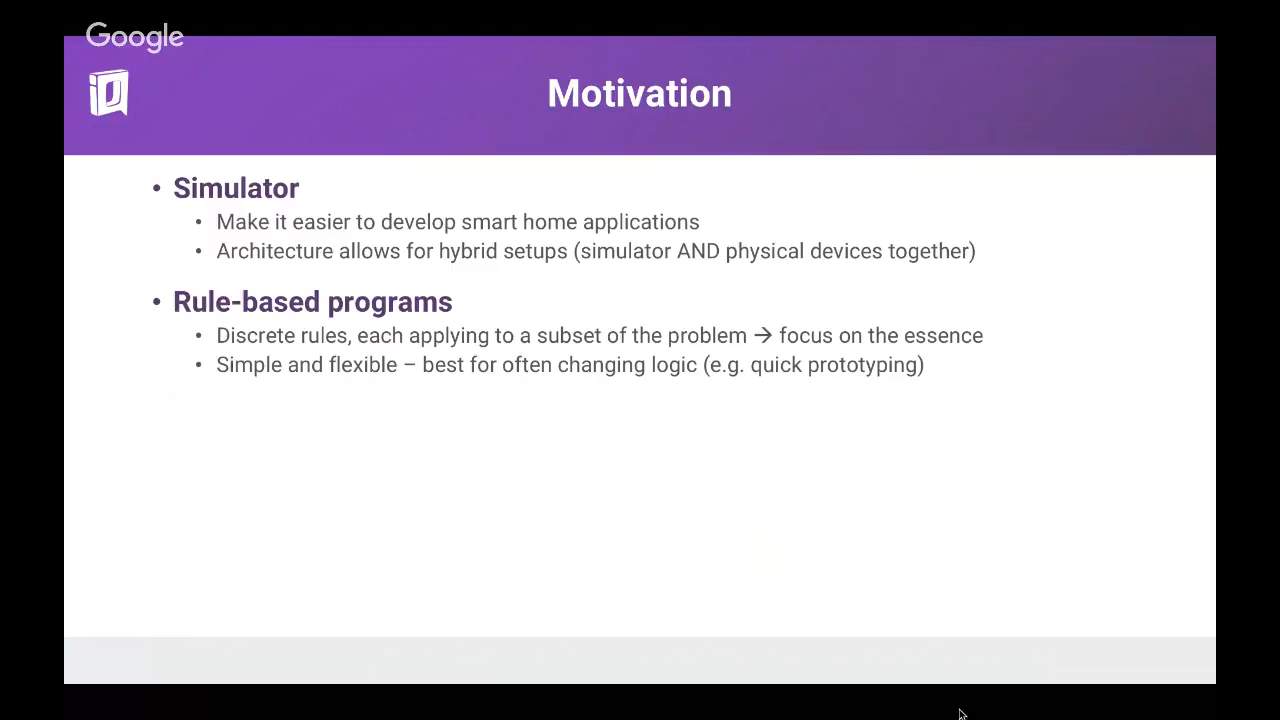 Google
Motivation
• Simulator
• Make it easier to develop smart home applications
• Architecture allows for hybrid setups (simulator AND physical devices together)
• Rule-based programs
• Discrete rules, each applying to a subset of the problem → focus on the essence
• Simple and flexible – best for often changing logic (e.g. quick prototyping)